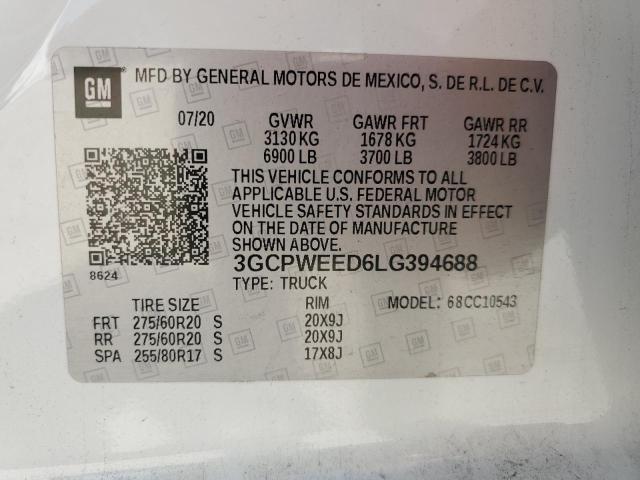 GM
MFD BY GENERAL MOTORS DE MEXICO, S. DE R.L. DE C.V.
07/20 GVWR GAWR FRT GAWR RR
3130 KG 1678 KG 1724 KG
6900 LB 3700 LB 3800 LB
THIS VEHICLE CONFORMS TO ALL
APPLICABLE U.S. FEDERAL MOTOR
VEHICLE SAFETY STANDARDS IN EFFECT
ON THE DATE OF MANUFACTURE
SHOWN ABOVE.
3GCPWEED6LG394688
8624
TYPE: TRUCK MODEL: 68CC10543
TIRE SIZE RIM
FRT 275/60R20 S 20X9J
RR 275/60R20 S 20X9J
SPA 255/80R17 S 17X8J